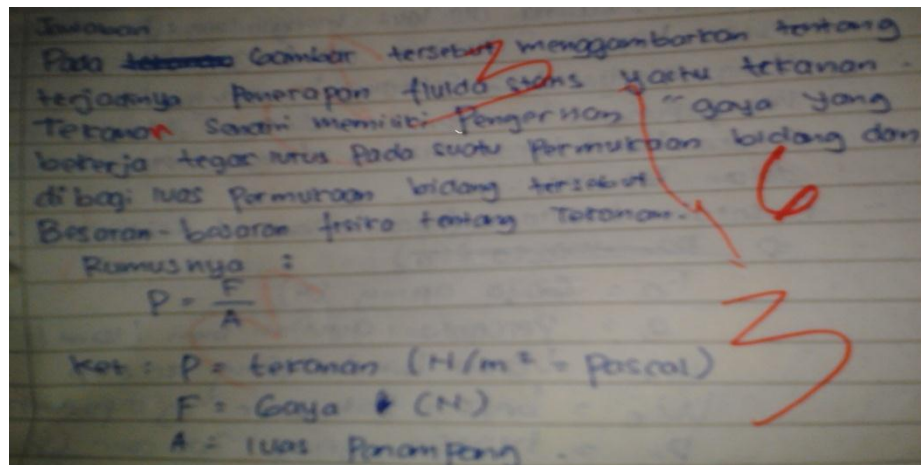 Jawaban
Pada Gambar tersebut menggambarkan tentang
terjadinya Penerapan fluida statis yaitu tekanan.
Tekanan Sendiri memiliki Pengertian "gaya yang
bekerja tegak lurus Pada suatu Permukaan bidang dan
di bagi luas Permukaan bidang tersebut.
Besaran-besaran fisika tentang Tekanan.
Rumusnya :
P = F/A
Ket : P = tekanan (N/m² = Pascal)
F = Gaya (N)
A = luas Penampang.
3
6
3